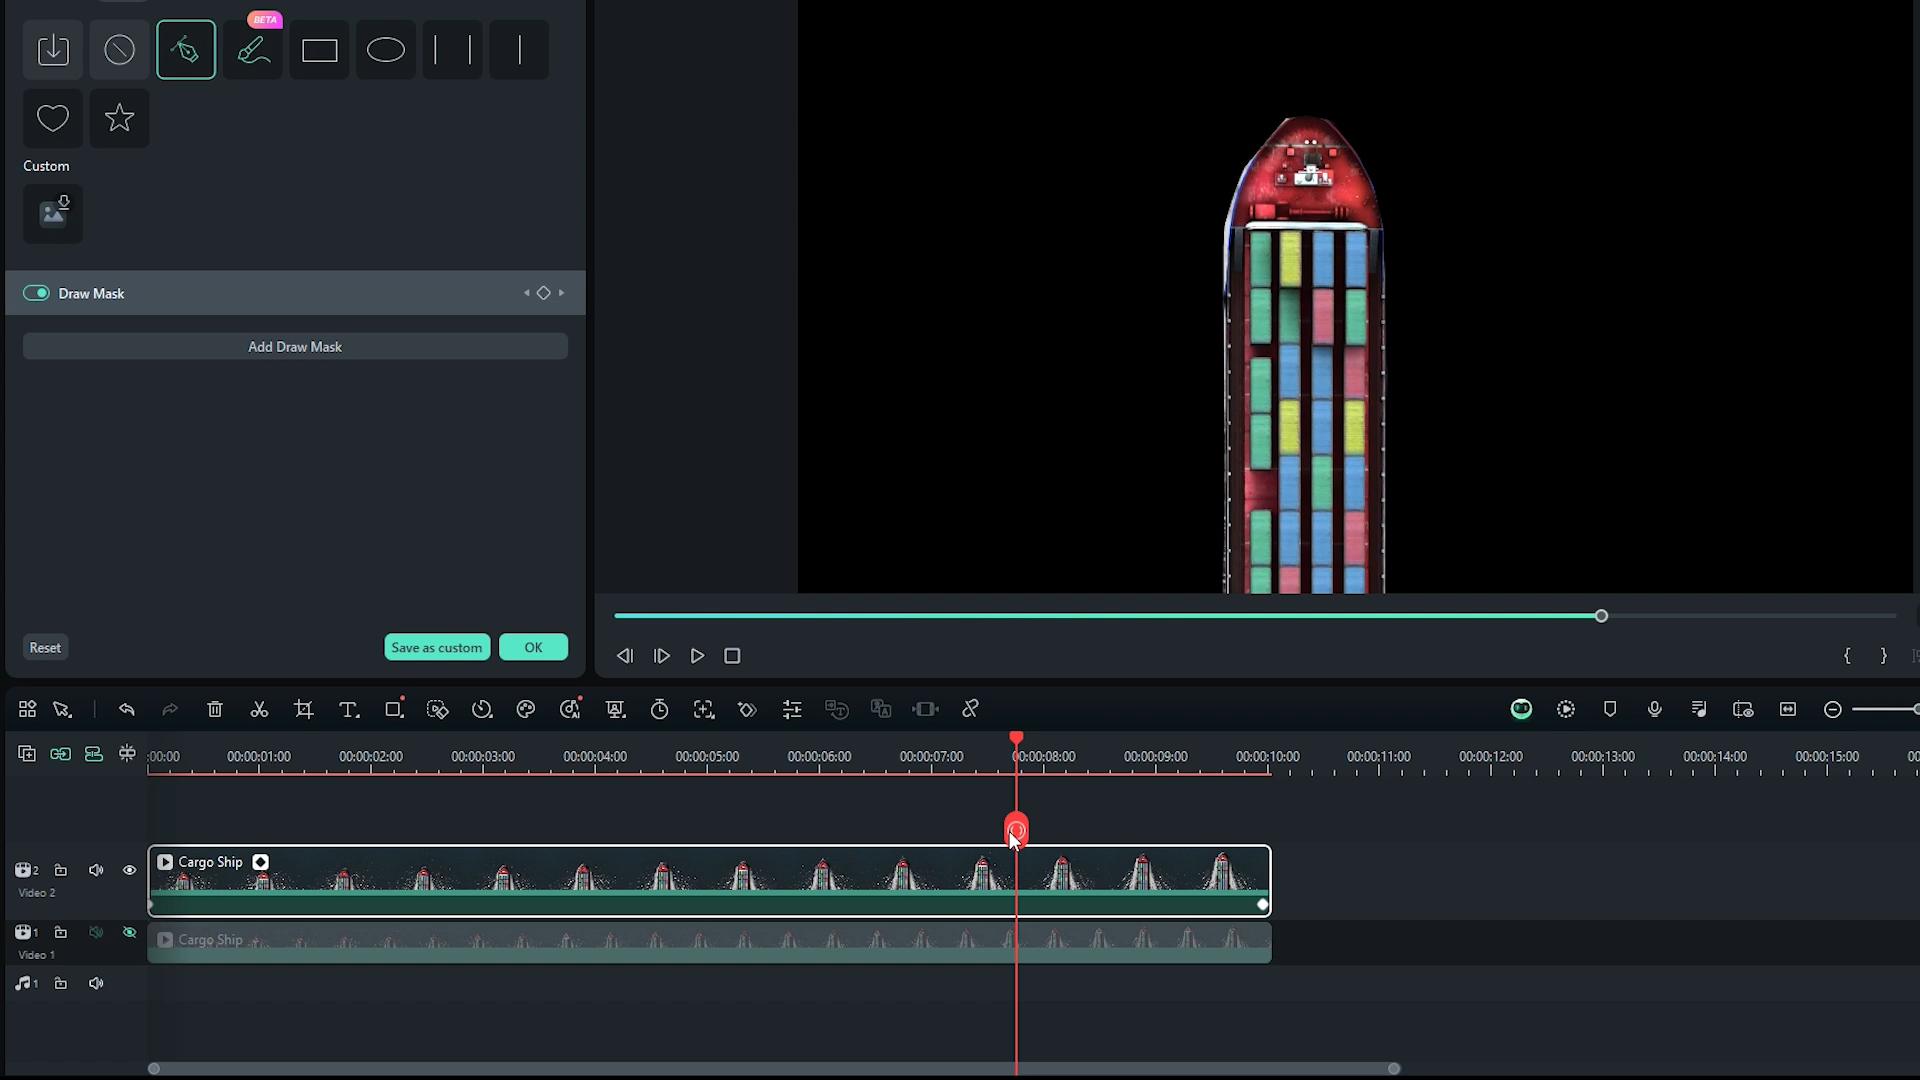 BETA
Custom
Draw Mask
Add Draw Mask
Reset
Save as custom
OK
:00:00
00:00:01:00
00:00:02:00
00:00:03:00
00:00:04:00
00:00:05:00
00:00:06:00
00:00:07:00
00:00:08:00
00:00:09:00
00:00:10:00
00:00:11:00
00:00:12:00
00:00:13:00
00:00:14:00
00:00:15:00
00
2
Cargo Ship
Video 2
1
Cargo Ship
Video 1
1